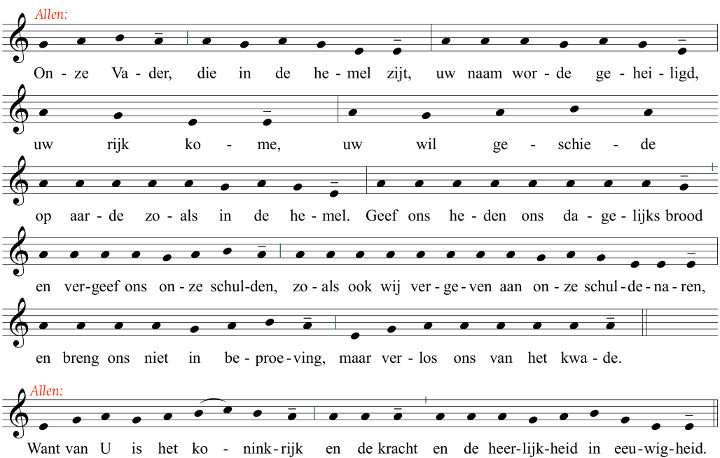 Allen:
On - ze Va - der, die in de he - mel zijt, uw naam wor - de ge - hei - ligd,
uw rijk ko - me, uw wil ge - schie - de
op aar - de zo - als in de he - mel. Geef ons he - den ons da - ge - lijks brood
en ver - geef ons on - ze schul - den, zo - als ook wij ver - ge - ven aan on - ze schul - de - na - ren,
en breng ons niet in be - proe - ving, maar ver - los ons van het kwa - de.
Allen:
Want van U is het ko - nink - rijk en de kracht en de heer - lijk - heid in eeu - wig - heid.